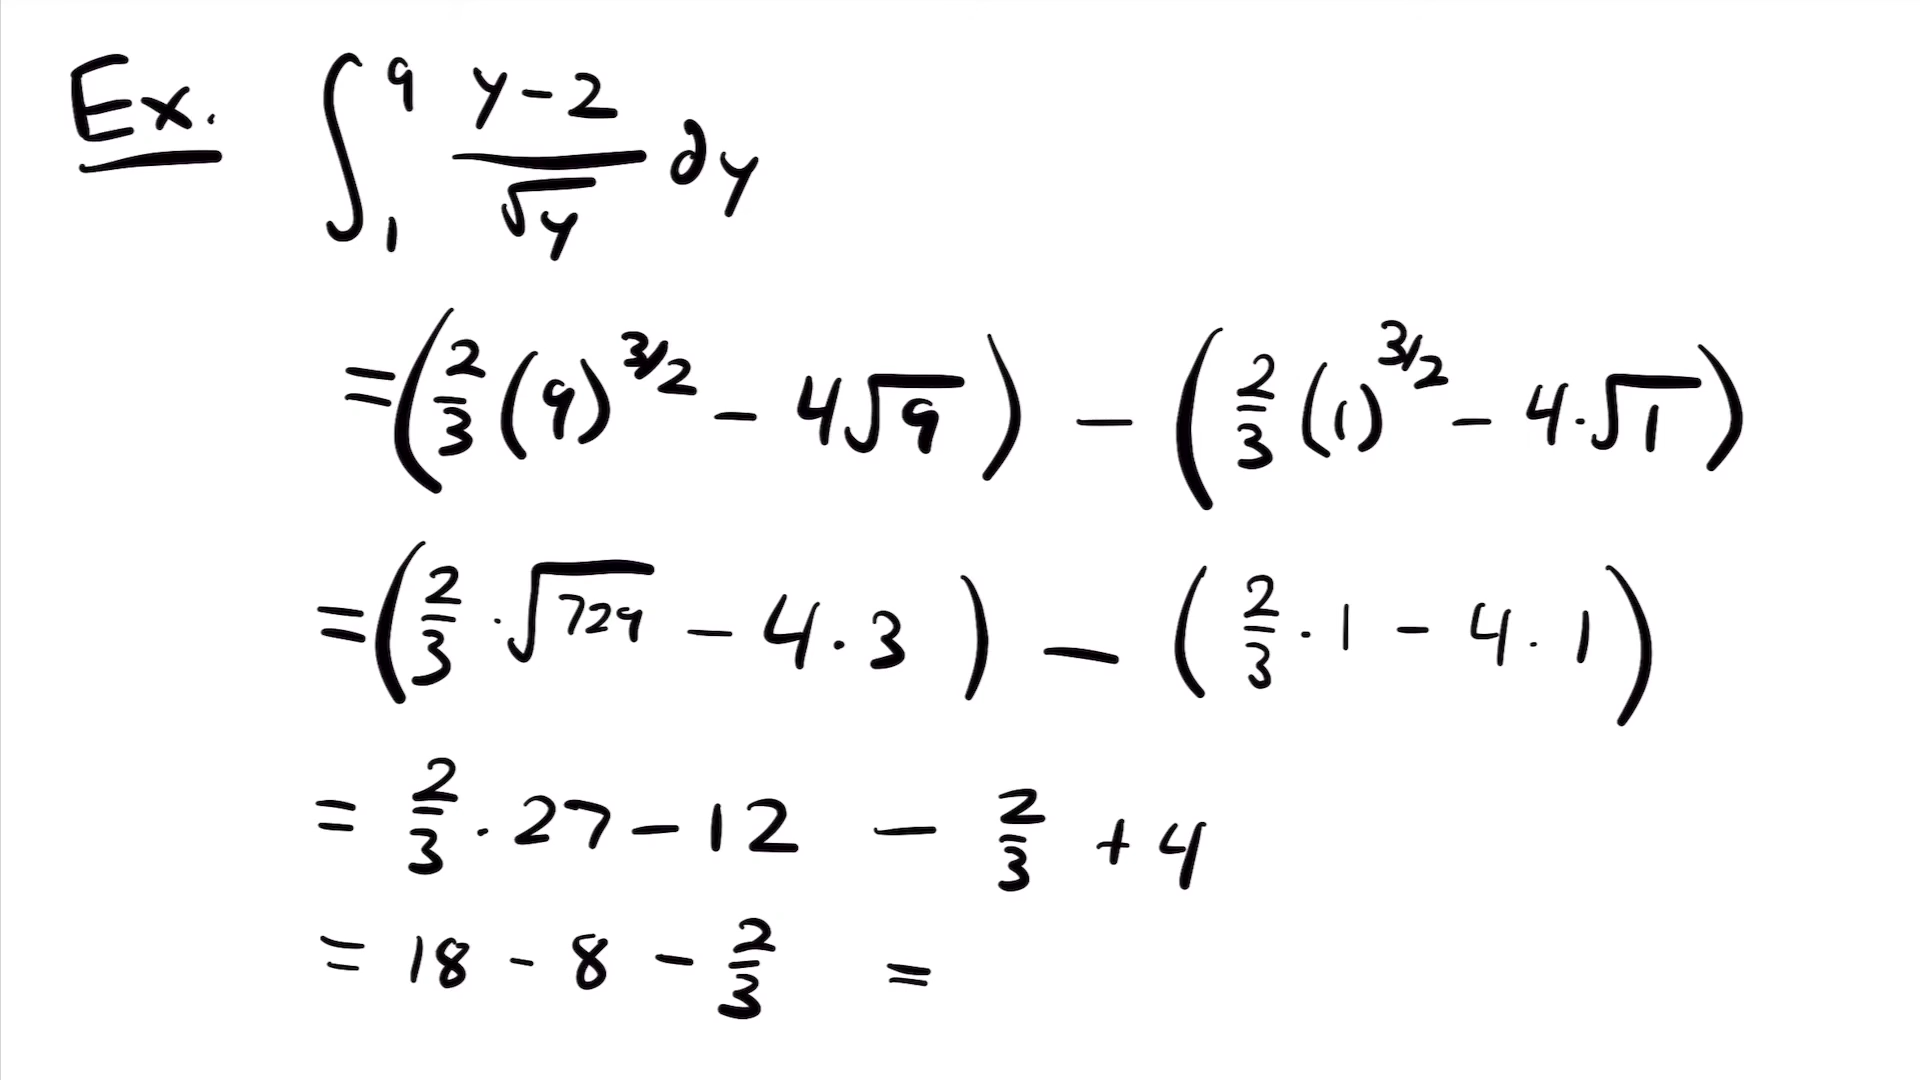 Ex. ∫₁⁹ (y-2)/√y dy
= (2/3 (9)^(3/2) - 4√9) - (2/3 (1)^(3/2) - 4·√1)
= (2/3 · √729 - 4·3) - (2/3 · 1 - 4·1)
= 2/3 · 27 - 12 - 2/3 + 4
= 18 - 8 - 2/3 =